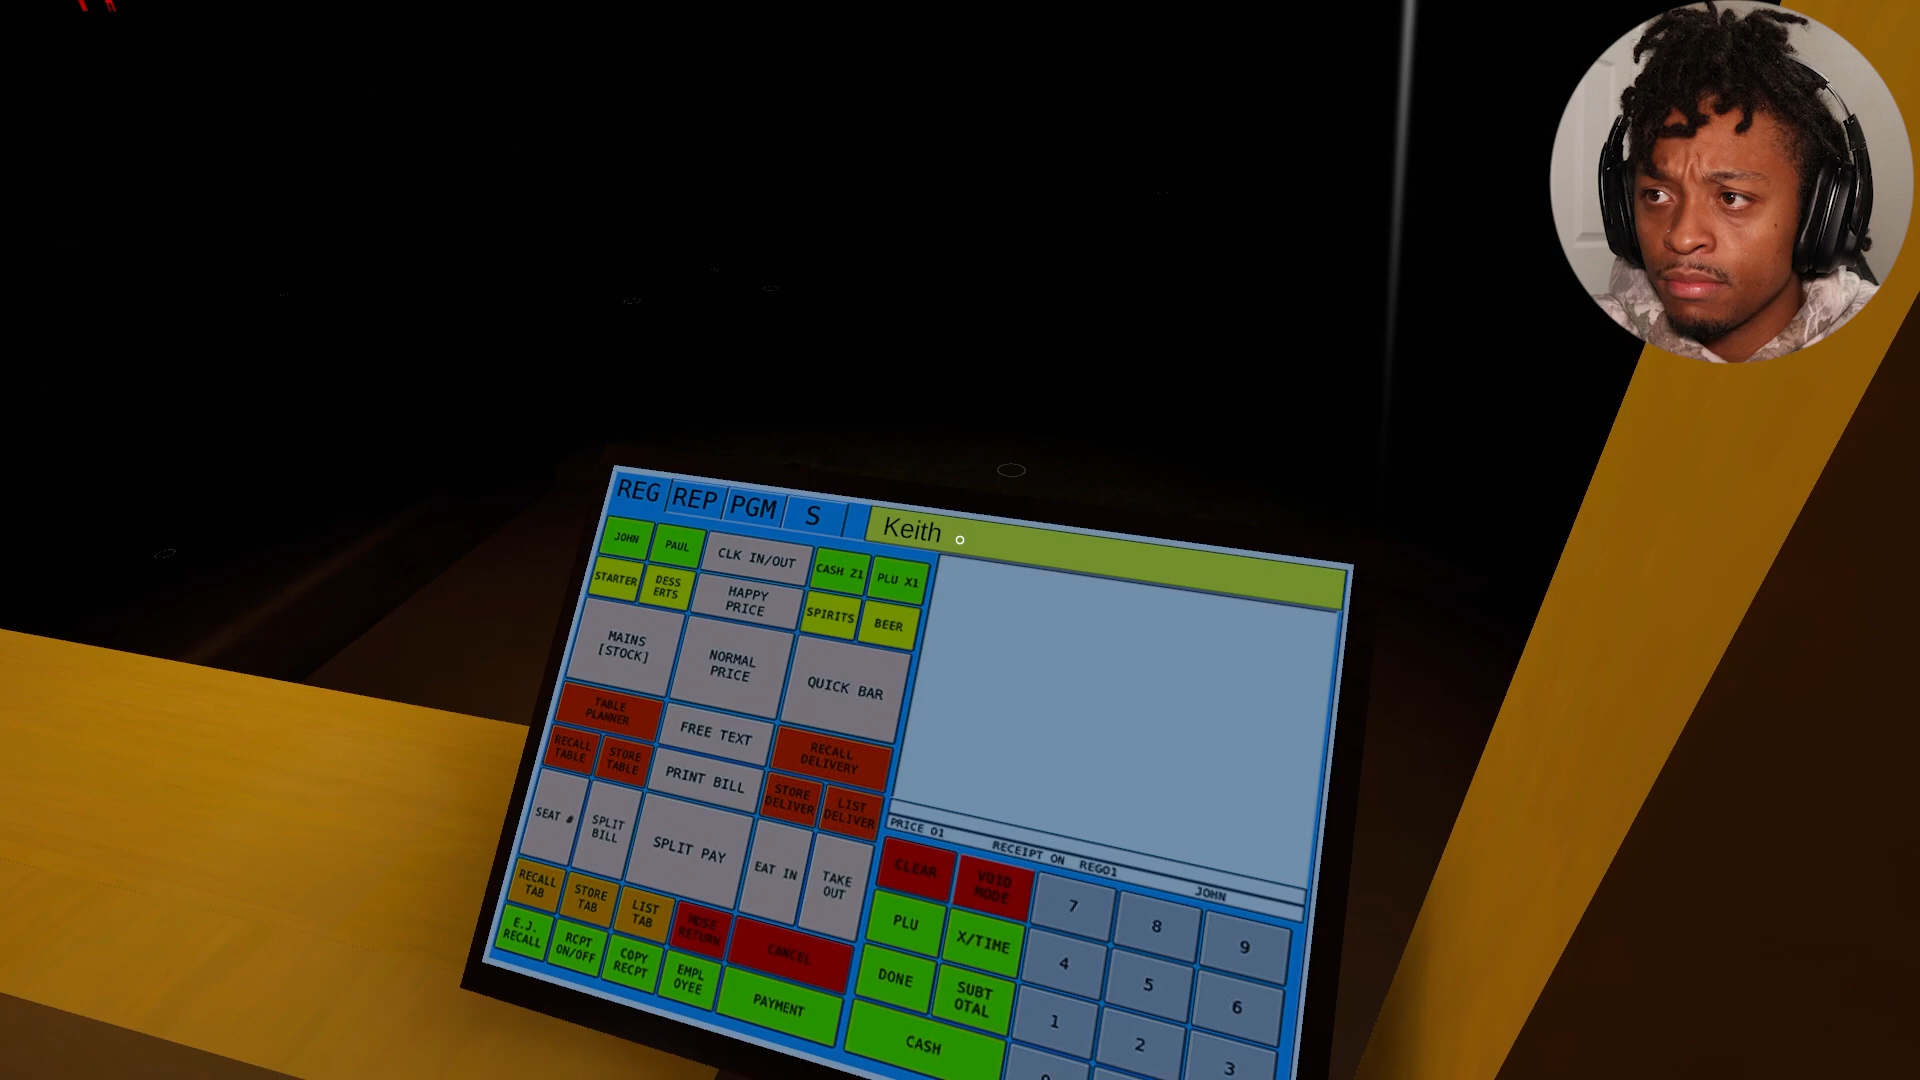 REG REP PGM S
Keith
JOHN PAUL CLK IN/OUT CASH Z1 PLU X1
STARTER DESS ERTS HAPPY PRICE SPIRITS BEER
MAINS [STOCK] NORMAL PRICE QUICK BAR
TABLE PLANNER FREE TEXT RECALL DELIVERY
RECALL TABLE STORE TABLE PRINT BILL STORE DELIVER LIST DELIVER
SEAT # SPLIT BILL SPLIT PAY EAT IN TAKE OUT
RECALL TAB STORE TAB LIST TAB MOSE RETURN CANCEL
E.J. RECALL RCPT ON/OFF COPY RECPT EMPL OYEE PAYMENT
PRICE 01
RECEIPT ON REG01
JOHN
CLEAR VOID MODE 7 8 9
PLU X/TIME 4 5 6
DONE SUBT OTAL 1 2 3
CASH